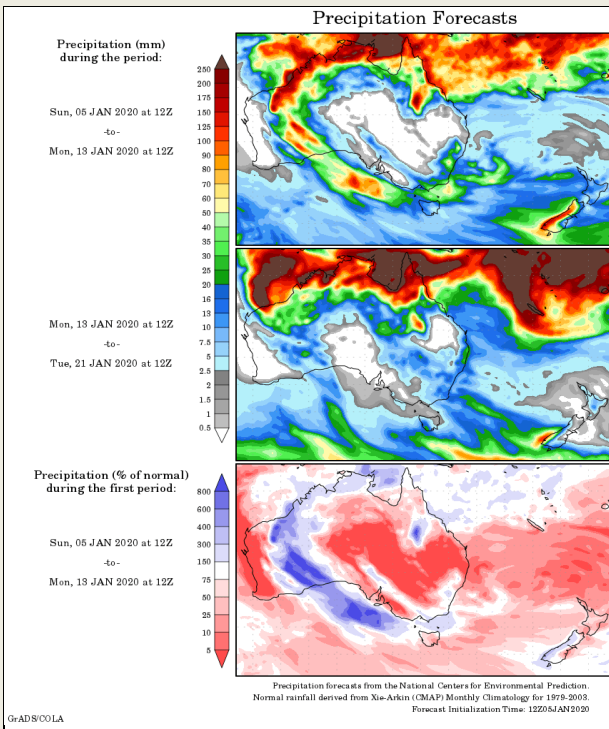 Precipitation Forecasts
Precipitation (mm)
during the period:
Sun, 05 JAN 2020 at 12Z
-to-
Mon, 13 JAN 2020 at 12Z
250
200
175
150
125
100
90
80
70
60
50
40
35
30
25
20
16
13
10
7.5
5
2.5
2
1.5
1
0.5
Mon, 13 JAN 2020 at 12Z
-to-
Tue, 21 JAN 2020 at 12Z
Precipitation (% of normal)
during the first period:
Sun, 05 JAN 2020 at 12Z
-to-
Mon, 13 JAN 2020 at 12Z
800
600
400
300
150
75
50
25
10
5
Precipitation forecasts from the National Centers for Environmental Prediction.
Normal rainfall derived from Xie-Arkin (CMAP) Monthly Climatology for 1979-2003.
Forecast Initialization Time: 12Z05JAN2020
GrADS/COLA